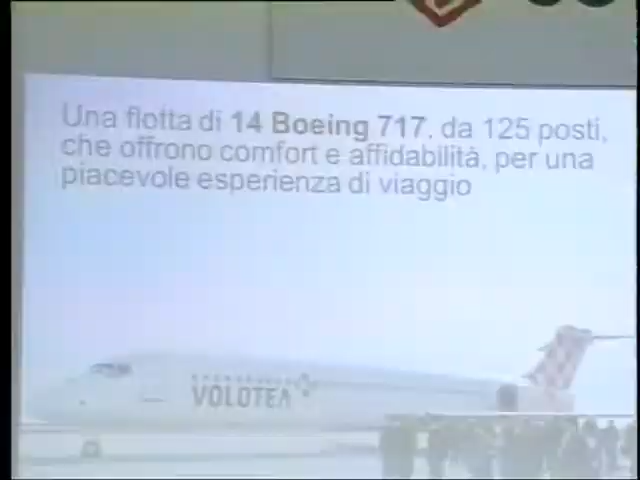 Una flotta di 14 Boeing 717, da 125 posti,
che offrono comfort e affidabilità, per una
piacevole esperienza di viaggio
VOLOTEA